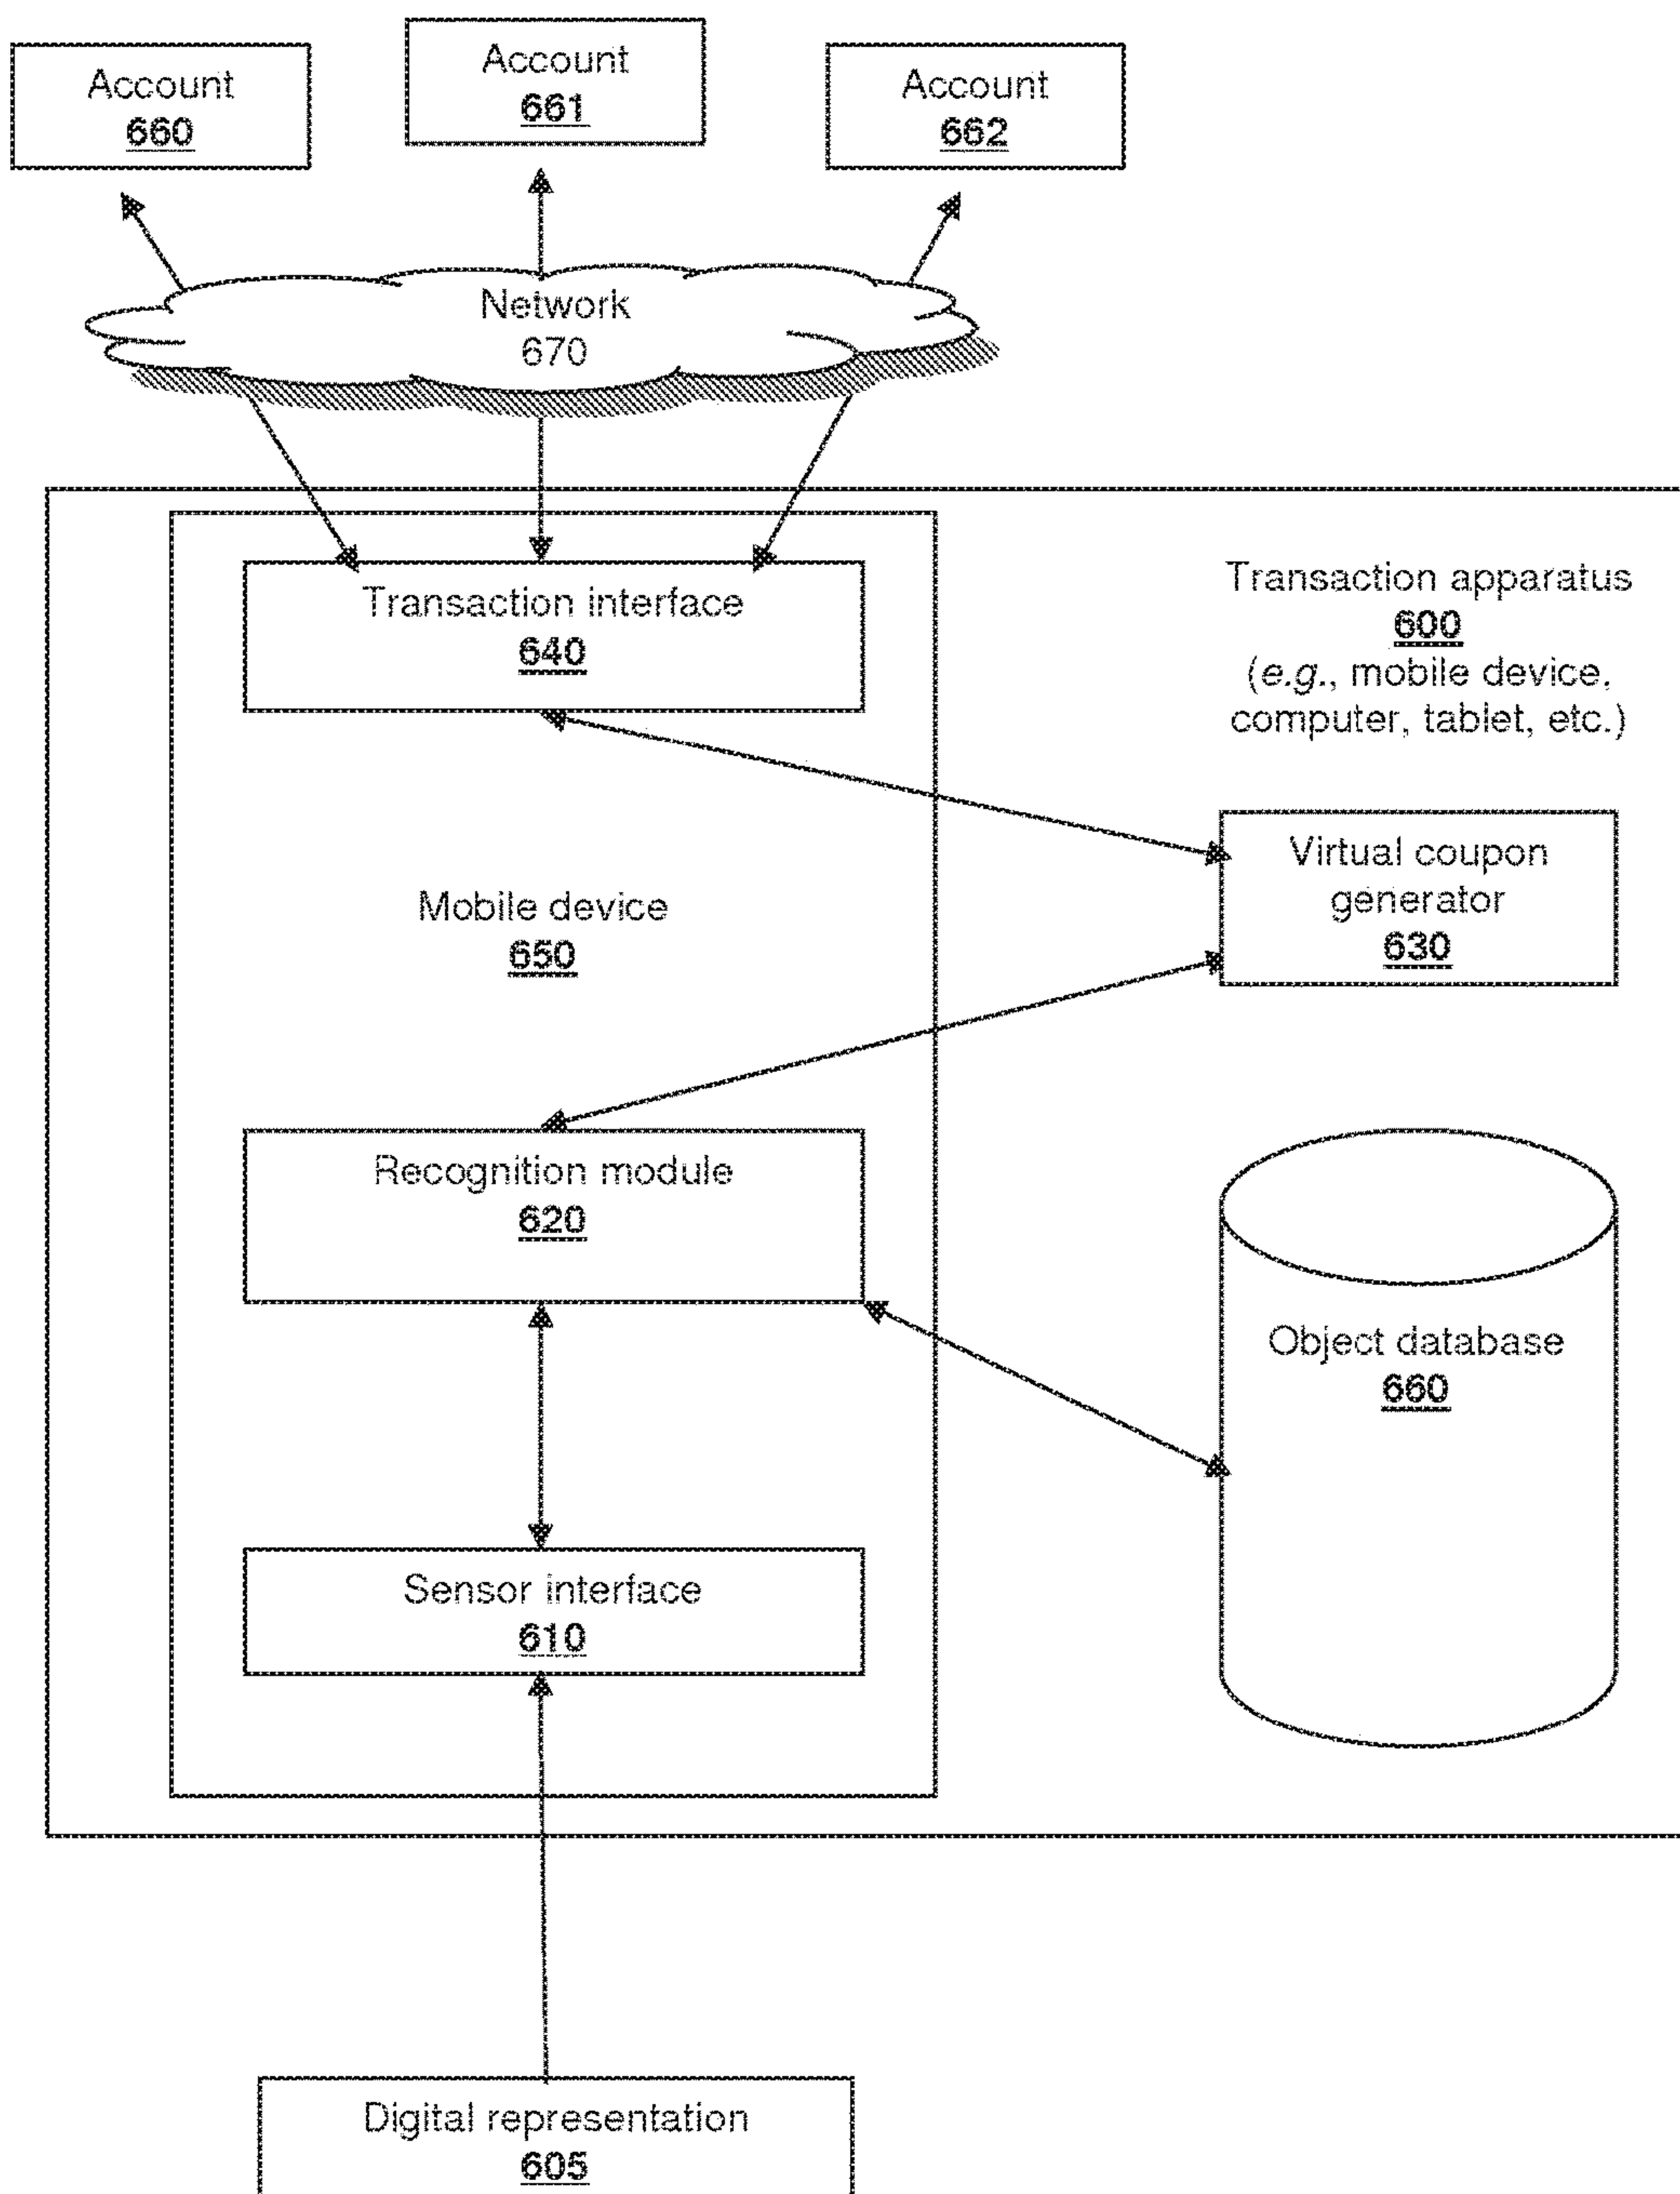 Account
660
Account
661
Account
662
Network
670
Transaction interface
640
Transaction apparatus
600
(e.g., mobile device,
computer, tablet, etc.)
Virtual coupon
generator
630
Mobile device
650
Recognition module
620
Object database
660
Sensor interface
610
Digital representation
605